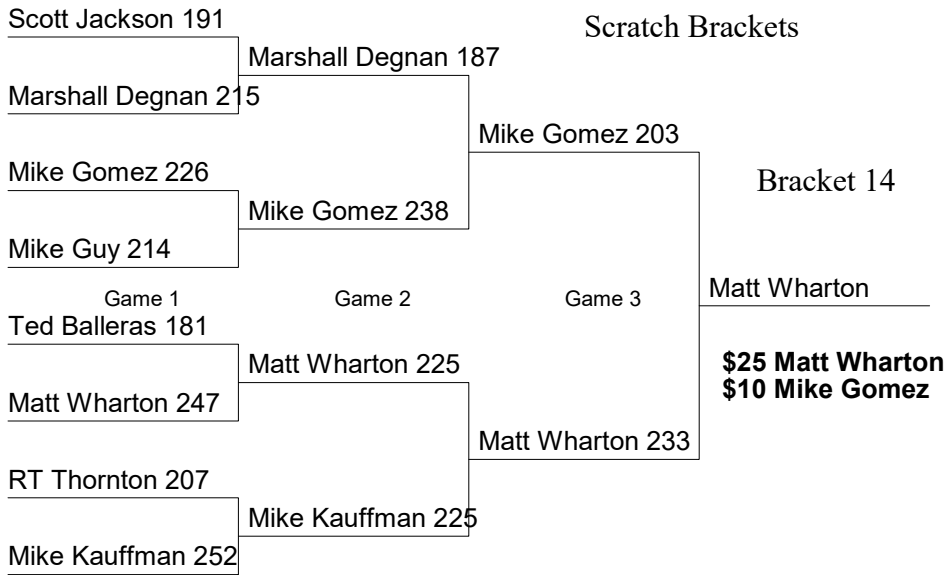 Scott Jackson 191
Scratch Brackets
Marshall Degnan 187
Marshall Degnan 215
Mike Gomez 203
Mike Gomez 226
Bracket 14
Mike Gomez 238
Mike Guy 214
Game 1
Game 2
Game 3
Matt Wharton
Ted Balleras 181
Matt Wharton 225
$25 Matt Wharton
$10 Mike Gomez
Matt Wharton 247
Matt Wharton 233
RT Thornton 207
Mike Kauffman 225
Mike Kauffman 252